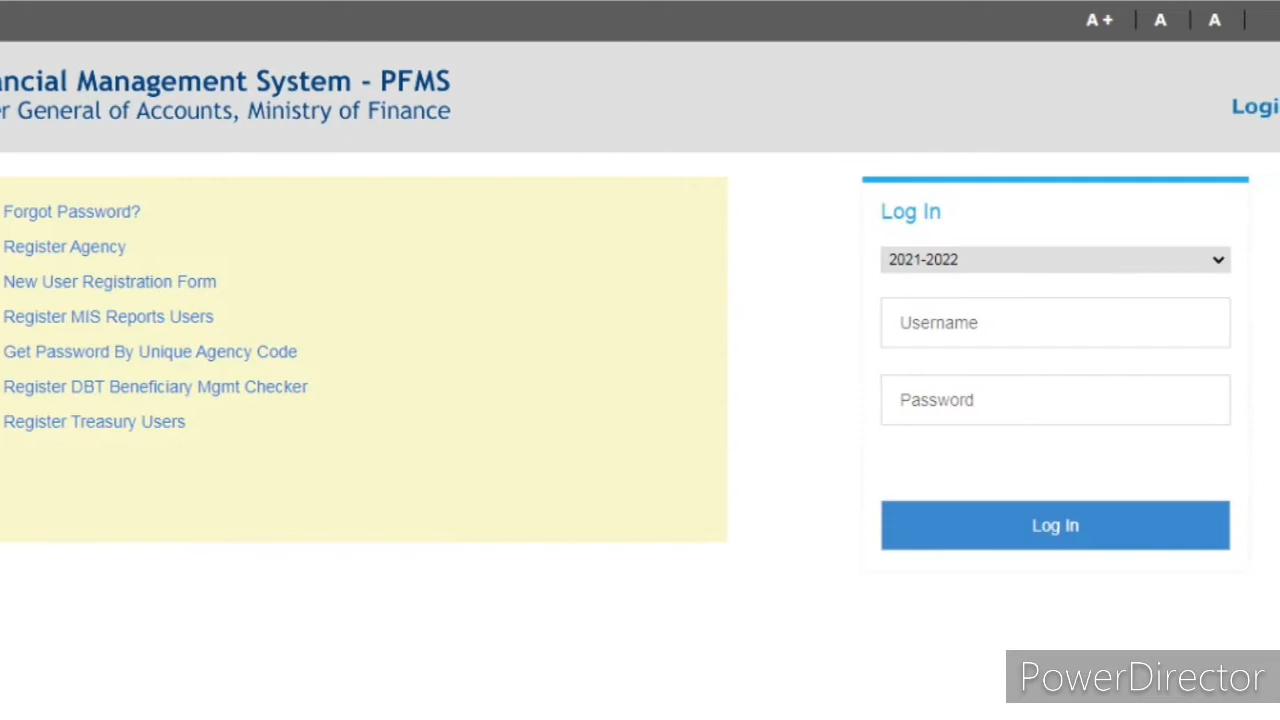 A+ | A | A |
ncial Management System - PFMS
r General of Accounts, Ministry of Finance
Logi
Forgot Password?
Register Agency
New User Registration Form
Register MIS Reports Users
Get Password By Unique Agency Code
Register DBT Beneficiary Mgmt Checker
Register Treasury Users
Log In
2021-2022
Username
Password
Log In
PowerDirector